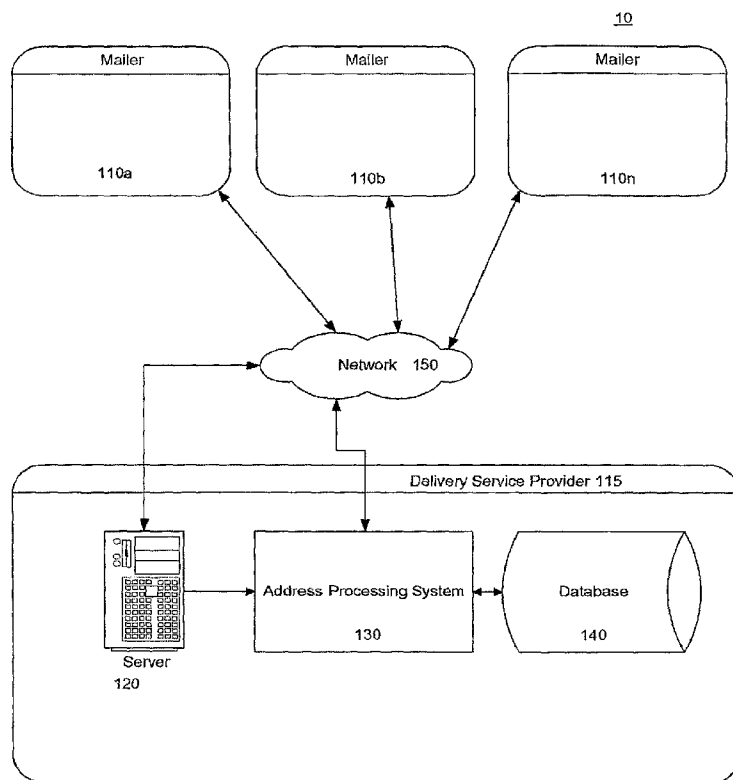 10
Mailer
Mailer
Mailer
110a
110b
110n
Network 150
Delivery Service Provider 115
Address Processing System
130
Database
140
Server
120